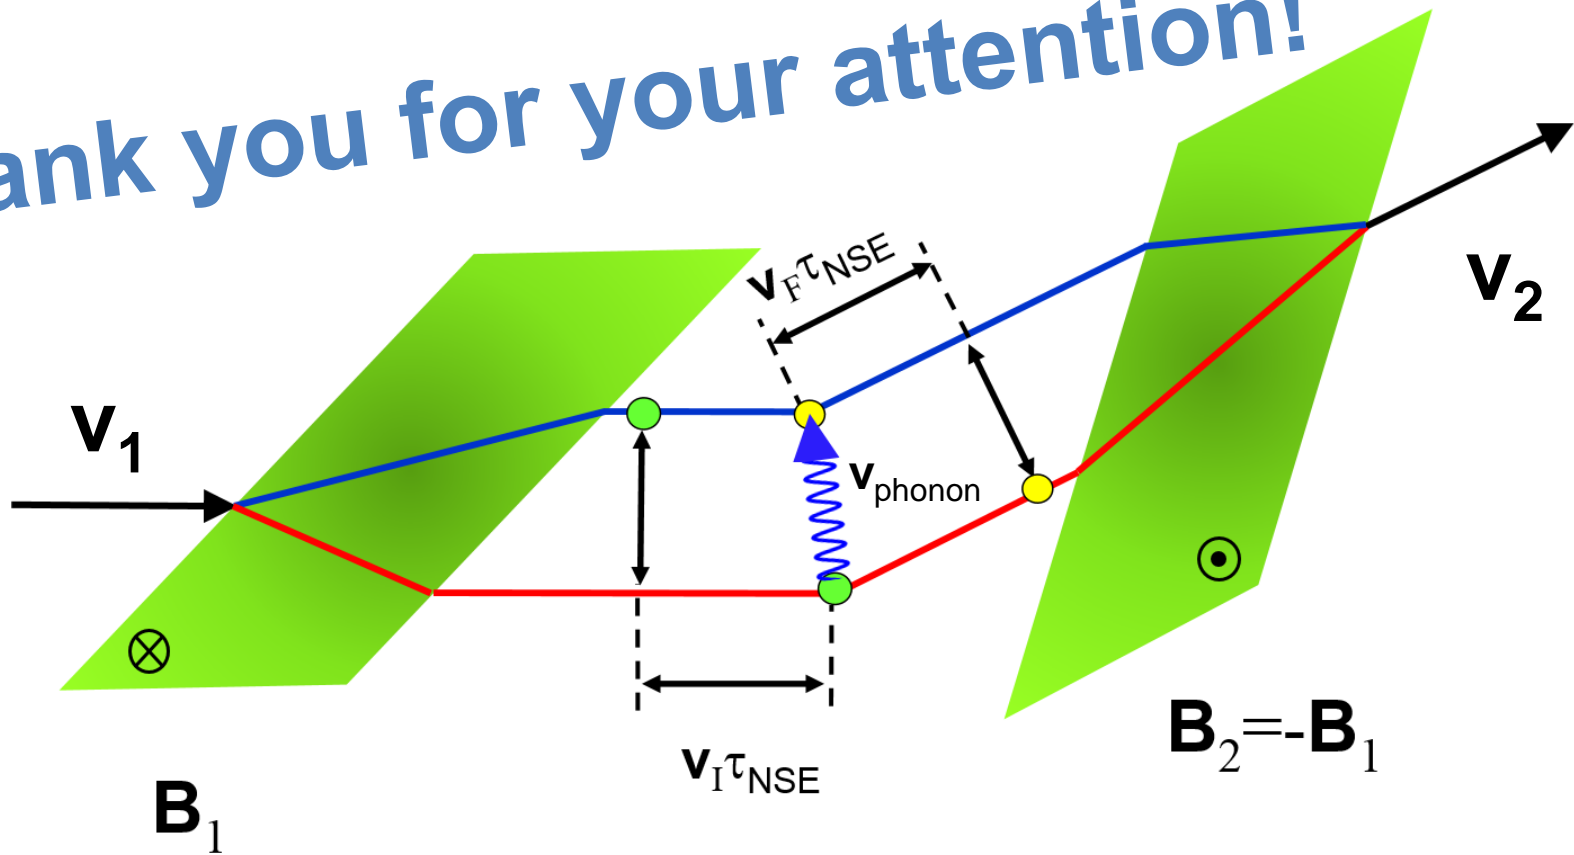 ank you for your attention!
v_F τ_NSE
v_2
v_1
v_phonon
B_2=-B_1
v_I τ_NSE
B_1